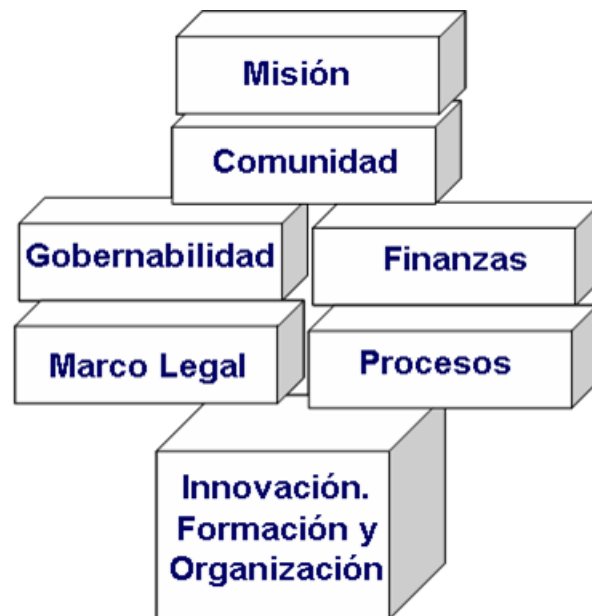 Misión
Comunidad
Gobernabilidad
Finanzas
Marco Legal
Procesos
Innovación.
Formación y
Organización